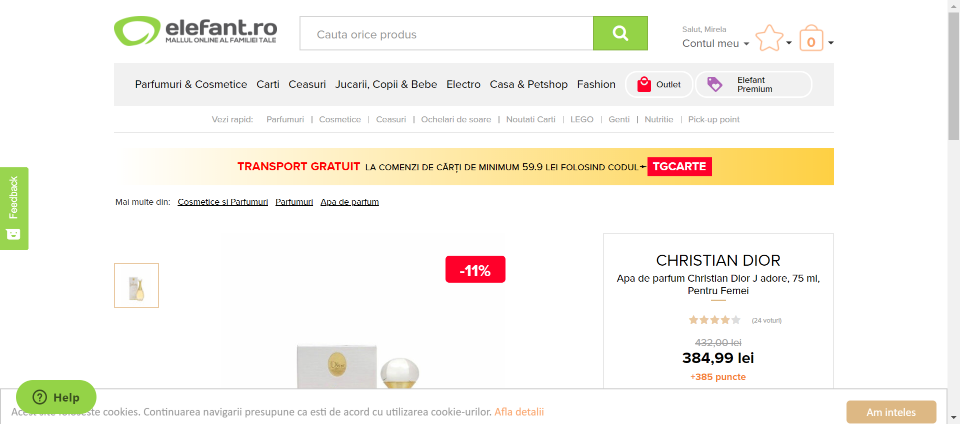 elefant.ro
MALLUL ONLINE AL FAMILIEI TALE
Cauta orice produs
Salut, Mirela
Contul meu
0
Parfumuri & Cosmetice Carti Ceasuri Jucarii, Copii & Bebe Electro Casa & Petshop Fashion Outlet Elefant Premium
Vezi rapid: Parfumuri | Cosmetice | Ceasuri | Ochelari de soare | Noutati Carti | LEGO | Genti | Nutritie | Pick-up point
TRANSPORT GRATUIT LA COMENZI DE CĂRȚI DE MINIMUM 59.9 LEI FOLOSIND CODUL TGCARTE
Feedback
Mai multe din: Cosmetice si Parfumuri Parfumuri Apa de parfum
-11%
CHRISTIAN DIOR
Apa de parfum Christian Dior J adore, 75 ml,
Pentru Femei
(24 voturi)
432,00 lei
384,99 lei
+385 puncte
Dior
Help
cookies. Continuarea navigarii presupune ca esti de acord cu utilizarea cookie-urilor. Afla detalii
Am inteles